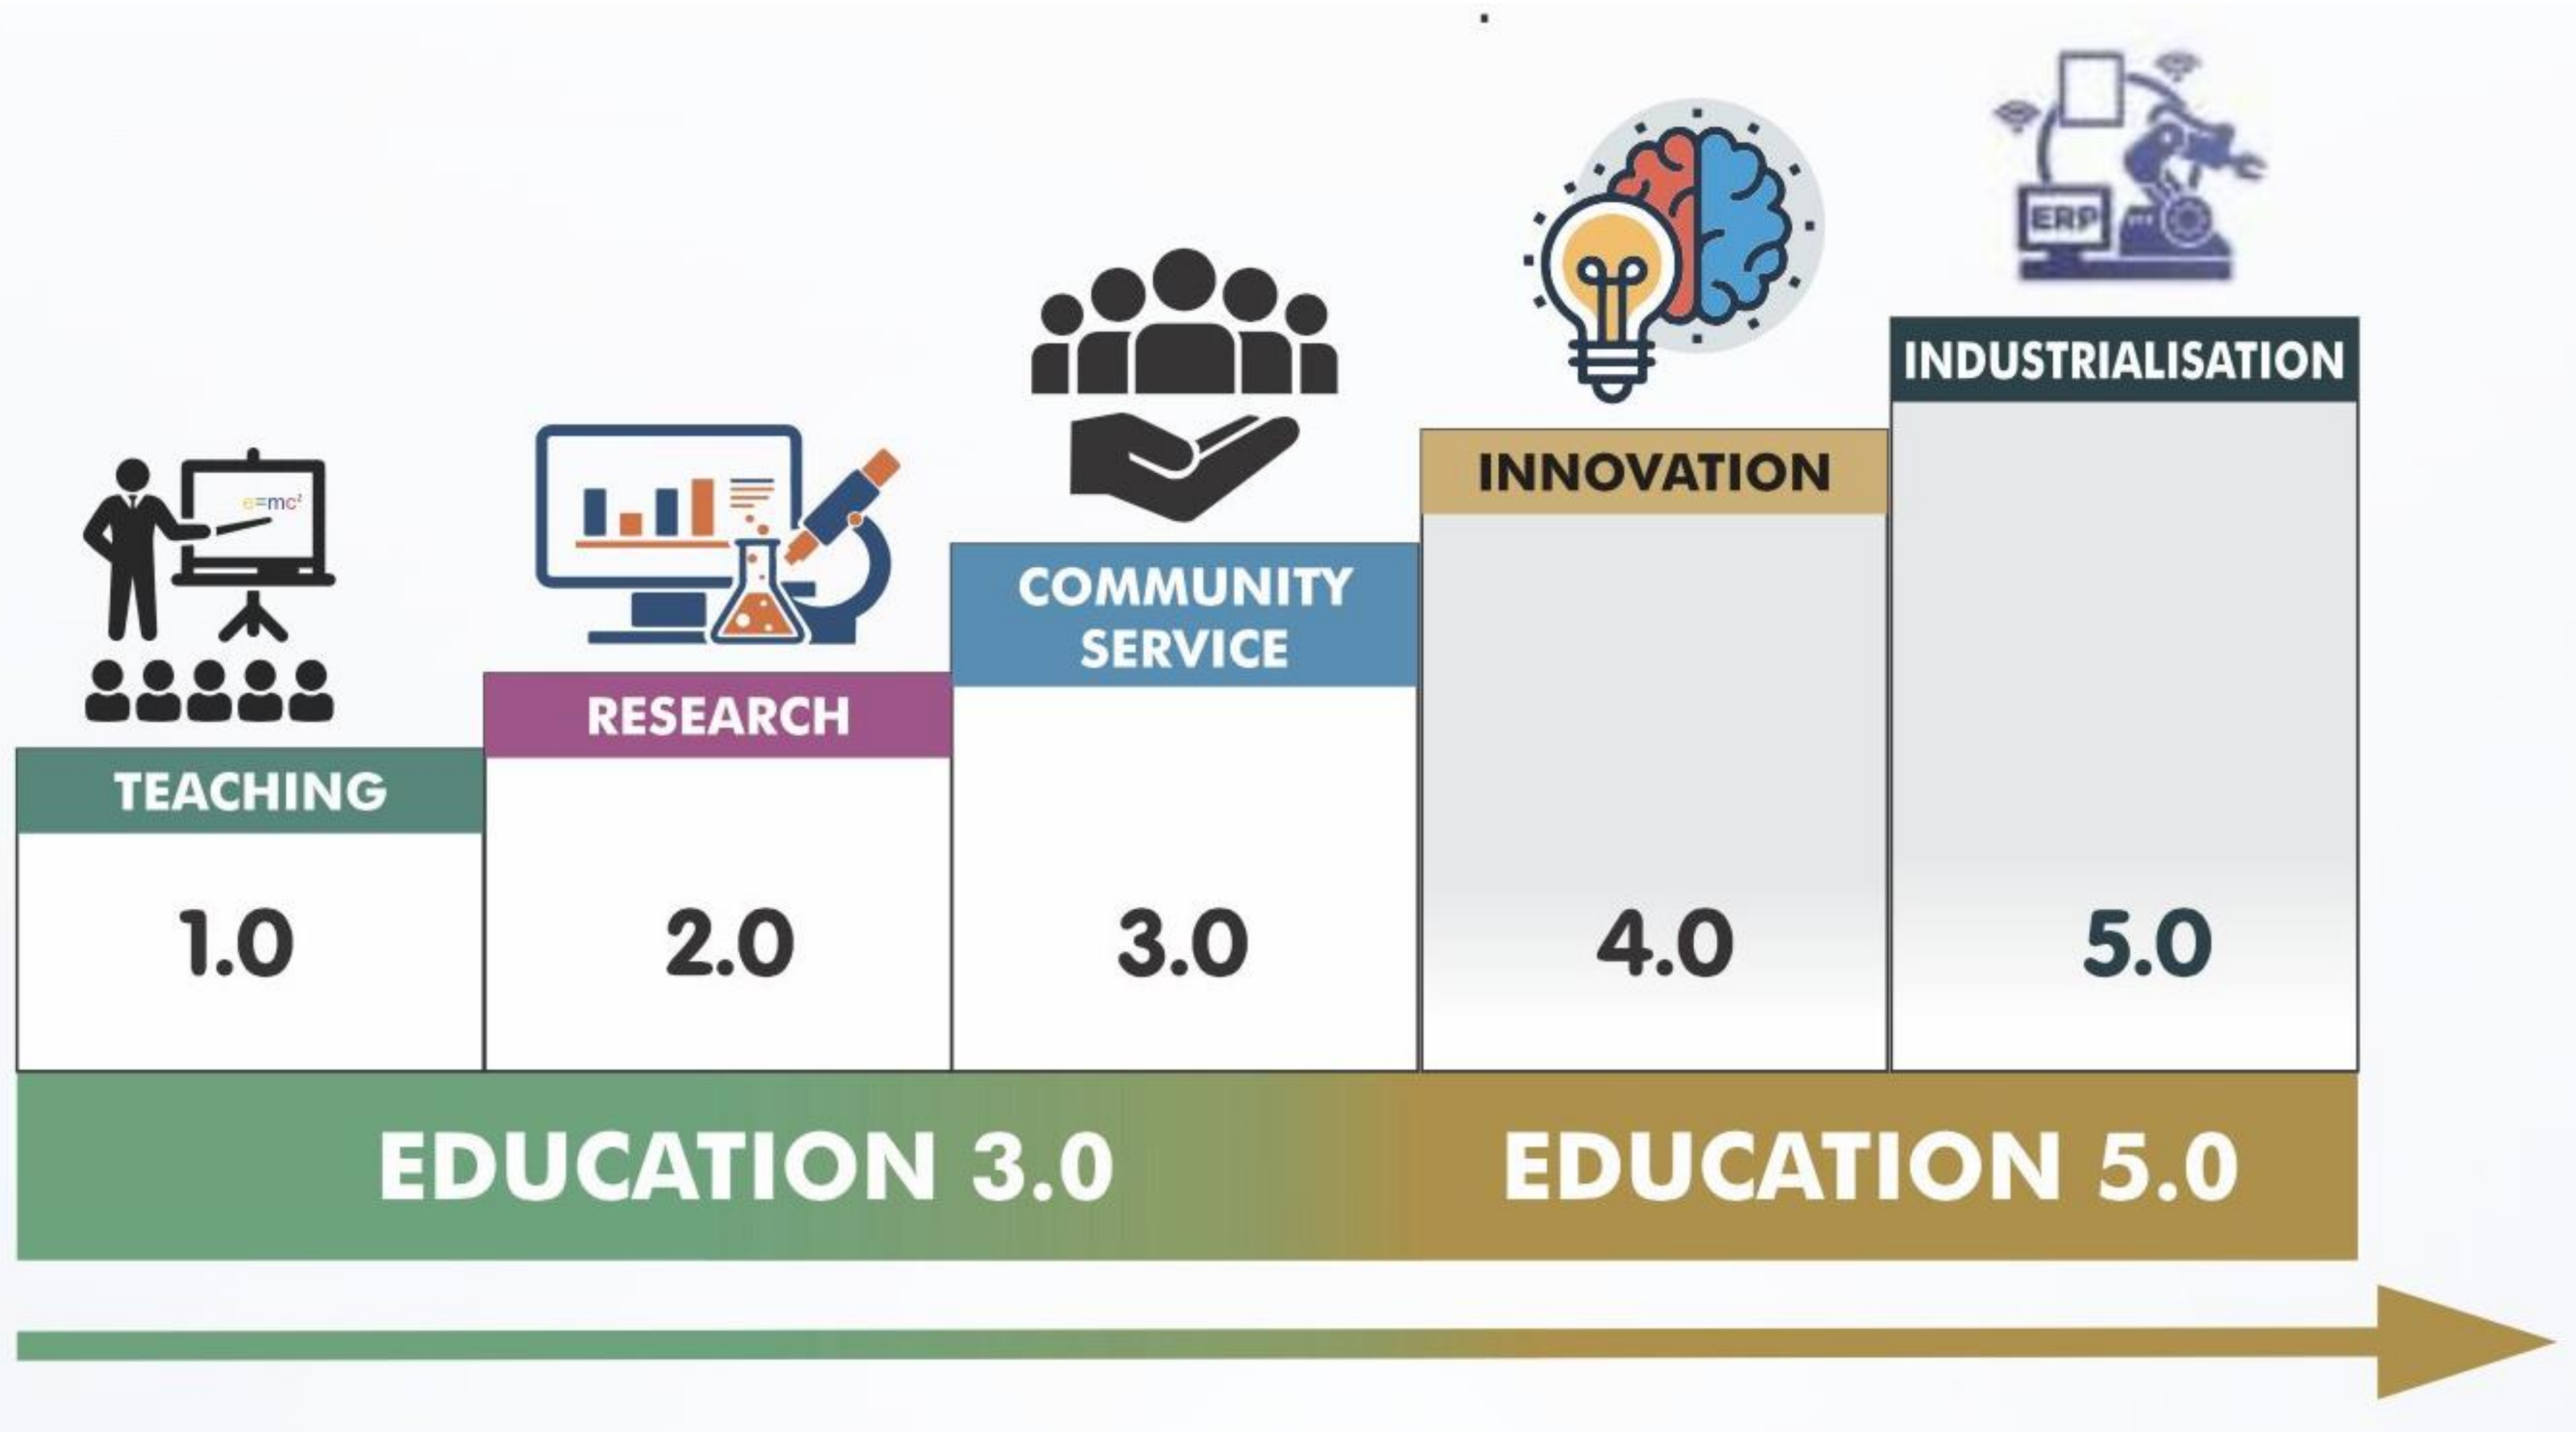 e=mc²
ERP
TEACHING
RESEARCH
COMMUNITY
SERVICE
INNOVATION
INDUSTRIALISATION
1.0
2.0
3.0
4.0
5.0
EDUCATION 3.0
EDUCATION 5.0